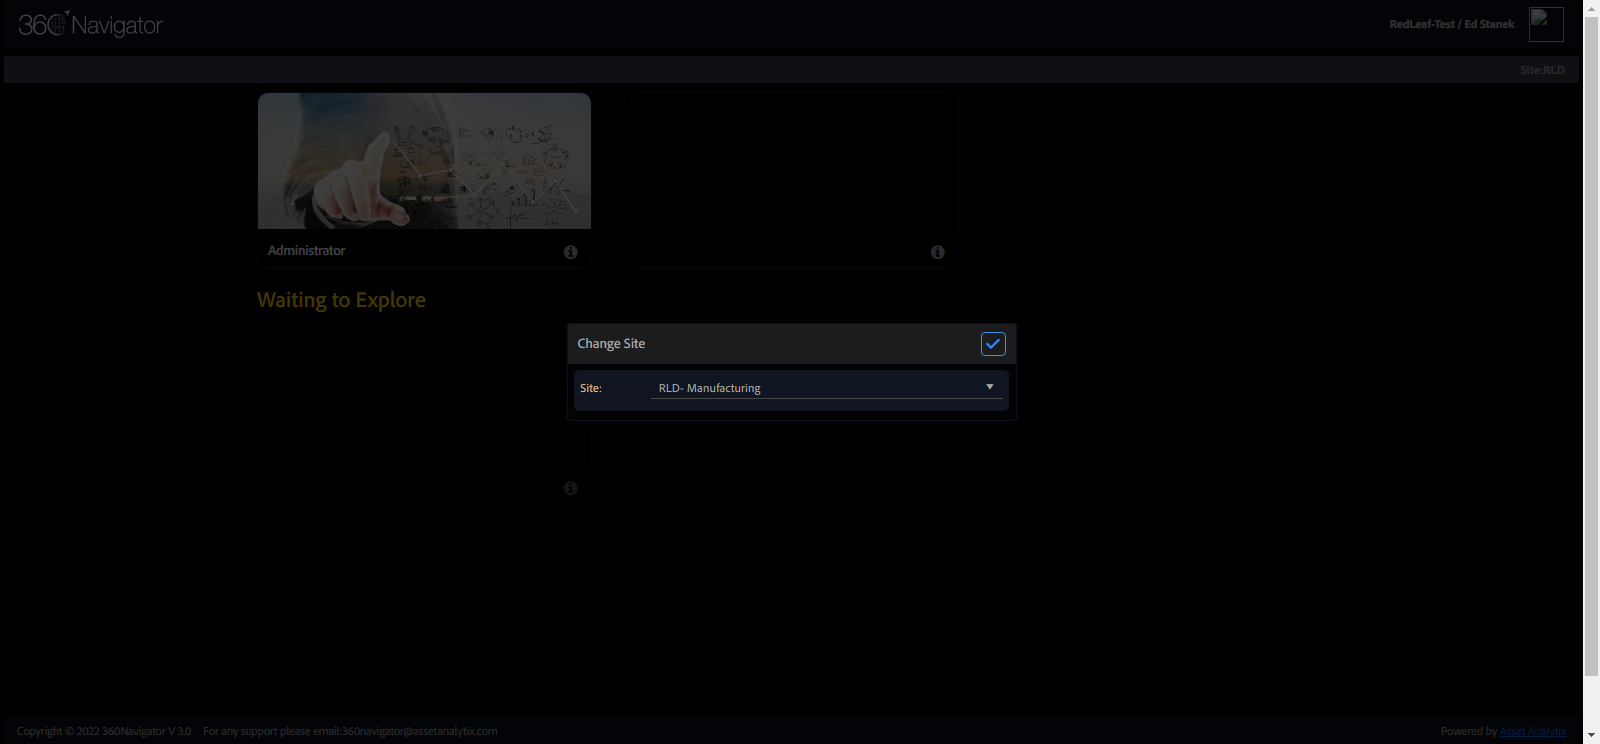 360 Navigator
RedLeaf-Test / Ed Stanek
Site:RLD
Administrator
Waiting to Explore
Change Site
Site: RLD- Manufacturing
Copyright © 2022 360Navigator V 3.0 For any support please email:360navigator@assetanalytix.com
Powered by Asset Analytix